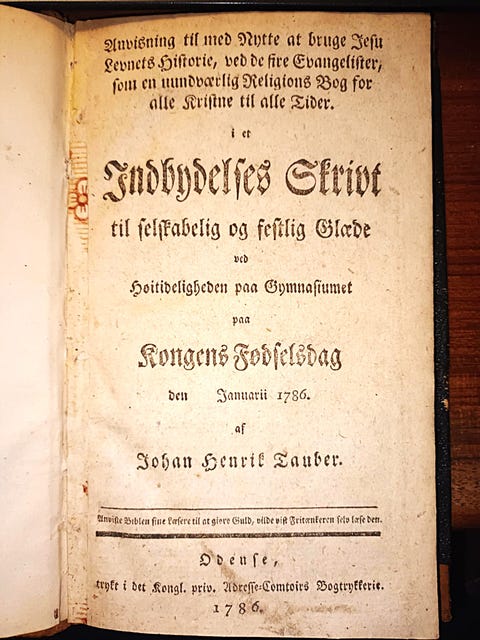 Anvisning til med Nytte at bruge Jesu
Levnets-Historie, ved de fire Evangelister,
som en uundværlig Religions Bog for
alle Kristne til alle Tider.
i et
Indbydelses Skrivt
til selskabelig og festlig Glæde
ved
Høitideligheden paa Gymnasiumet
paa
Kongens Fødselsdag
den Januarii 1786.
af
Johan Henrik Tauber.
Anviste Biblen sine Læsere til at giøre Guld, vilde vist Fritænkeren selv læse den.
Odense,
trykt i det Kongl. priv. Adresse-Comtoirs Bogtrykkerie.
1786.